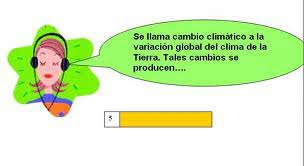 Se llama cambio climático a la
variación global del clima de la
Tierra. Tales cambios se
producen....
5